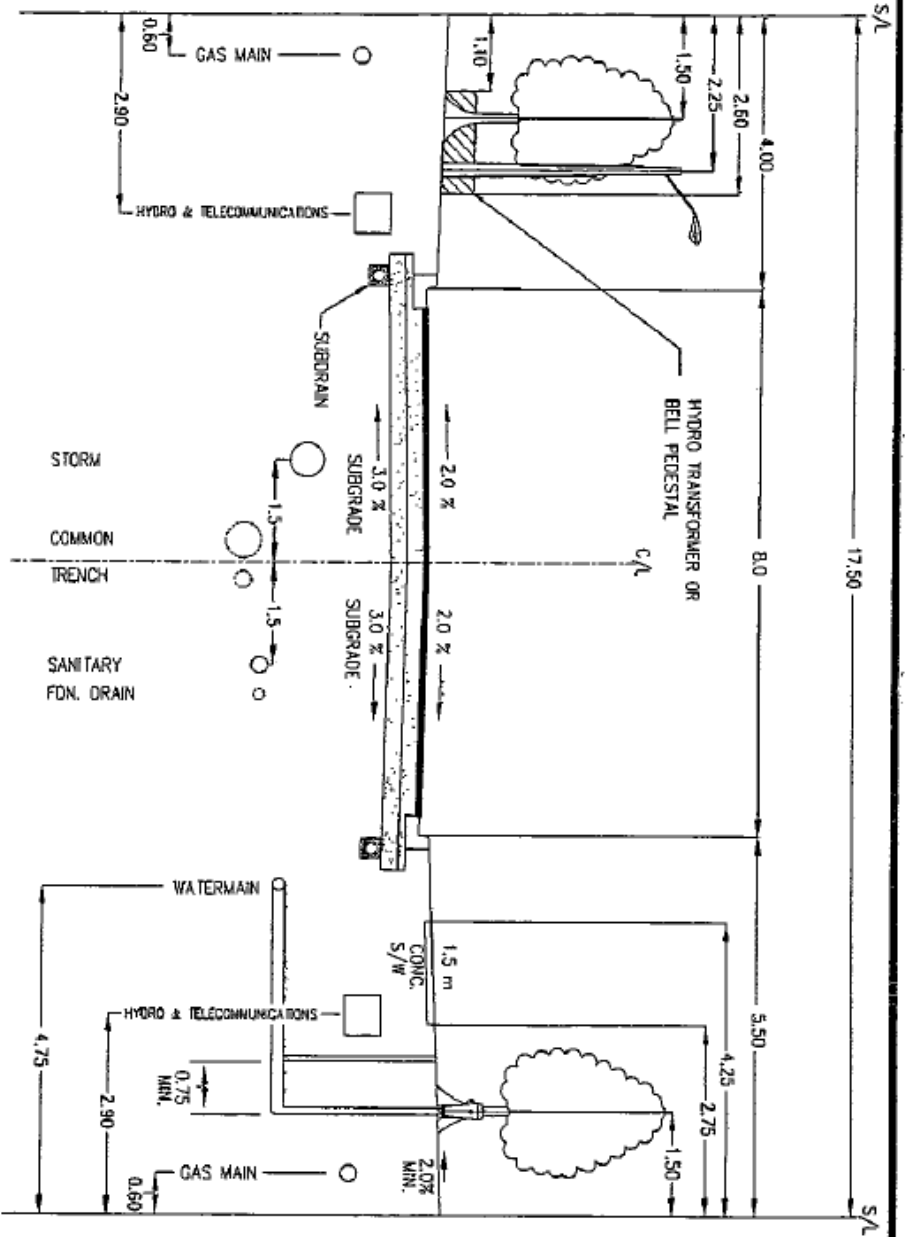 S/L
S/L
17.50
4.00
8.0
5.50
2.60
2.25
1.50
1.10
4.25
2.75
1.50
HYDRO TRANSFORMER OR
BELL PEDESTAL
C/L
2.0 %
2.0 %
3.0 %
SUBGRADE
3.0 %
SUBGRADE
1.5 m
CONC.
S/W
2.0%
MIN.
GAS MAIN
0.60
HYDRO & TELECOMMUNICATIONS
2.90
SUBDRAIN
1.5
1.5
STORM
COMMON
TRENCH
SANITARY
FDN. DRAIN
WATERMAIN
4.75
HYDRO & TELECOMMUNICATIONS
2.90
0.75
MIN.
GAS MAIN
0.60